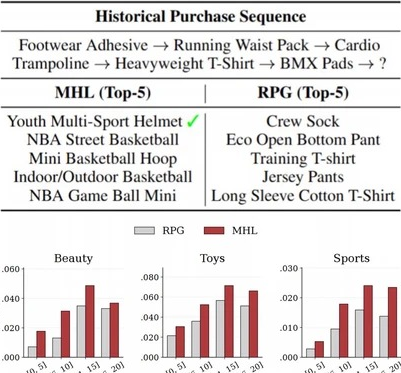 Historical Purchase Sequence
Footwear Adhesive → Running Waist Pack → Cardio
Trampoline → Heavyweight T-Shirt → BMX Pads → ?
MHL (Top-5) RPG (Top-5)
Youth Multi-Sport Helmet ✓ Crew Sock
NBA Street Basketball Eco Open Bottom Pant
Mini Basketball Hoop Training T-shirt
Indoor/Outdoor Basketball Jersey Pants
NBA Game Ball Mini Long Sleeve Cotton T-Shirt
RPG MHL
Beauty Toys Sports
.060 .080 .030
.040 .060 .020
.020 .040 .010
.000 .020 .000
.000